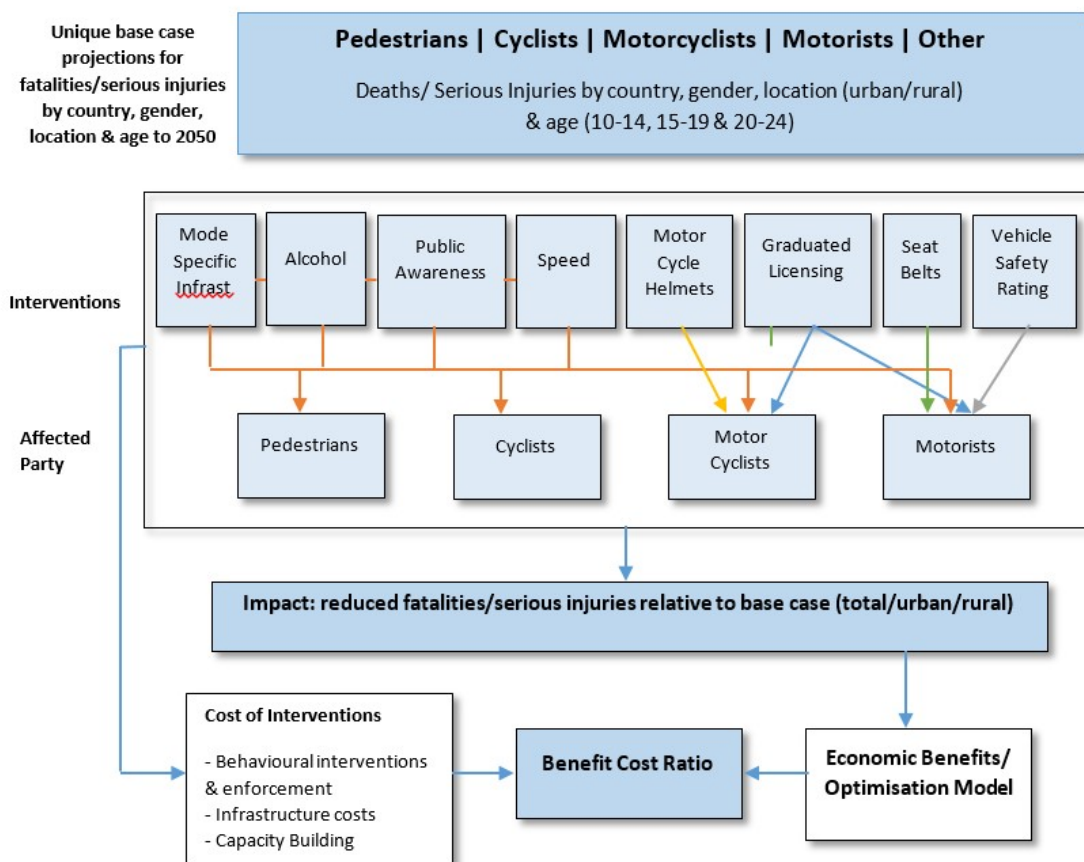 Unique base case
projections for
fatalities/serious injuries
by country, gender,
location & age to 2050
Pedestrians | Cyclists | Motorcyclists | Motorists | Other
Deaths/ Serious Injuries by country, gender, location (urban/rural)
& age (10-14, 15-19 & 20-24)
Interventions
Mode
Specific
Infrast
Alcohol
Public
Awareness
Speed
Motor
Cycle
Helmets
Graduated
Licensing
Seat
Belts
Vehicle
Safety
Rating
Affected
Party
Pedestrians
Cyclists
Motor
Cyclists
Motorists
Impact: reduced fatalities/serious injuries relative to base case (total/urban/rural)
Cost of Interventions
- Behavioural interventions
& enforcement
- Infrastructure costs
- Capacity Building
Benefit Cost Ratio
Economic Benefits/
Optimisation Model